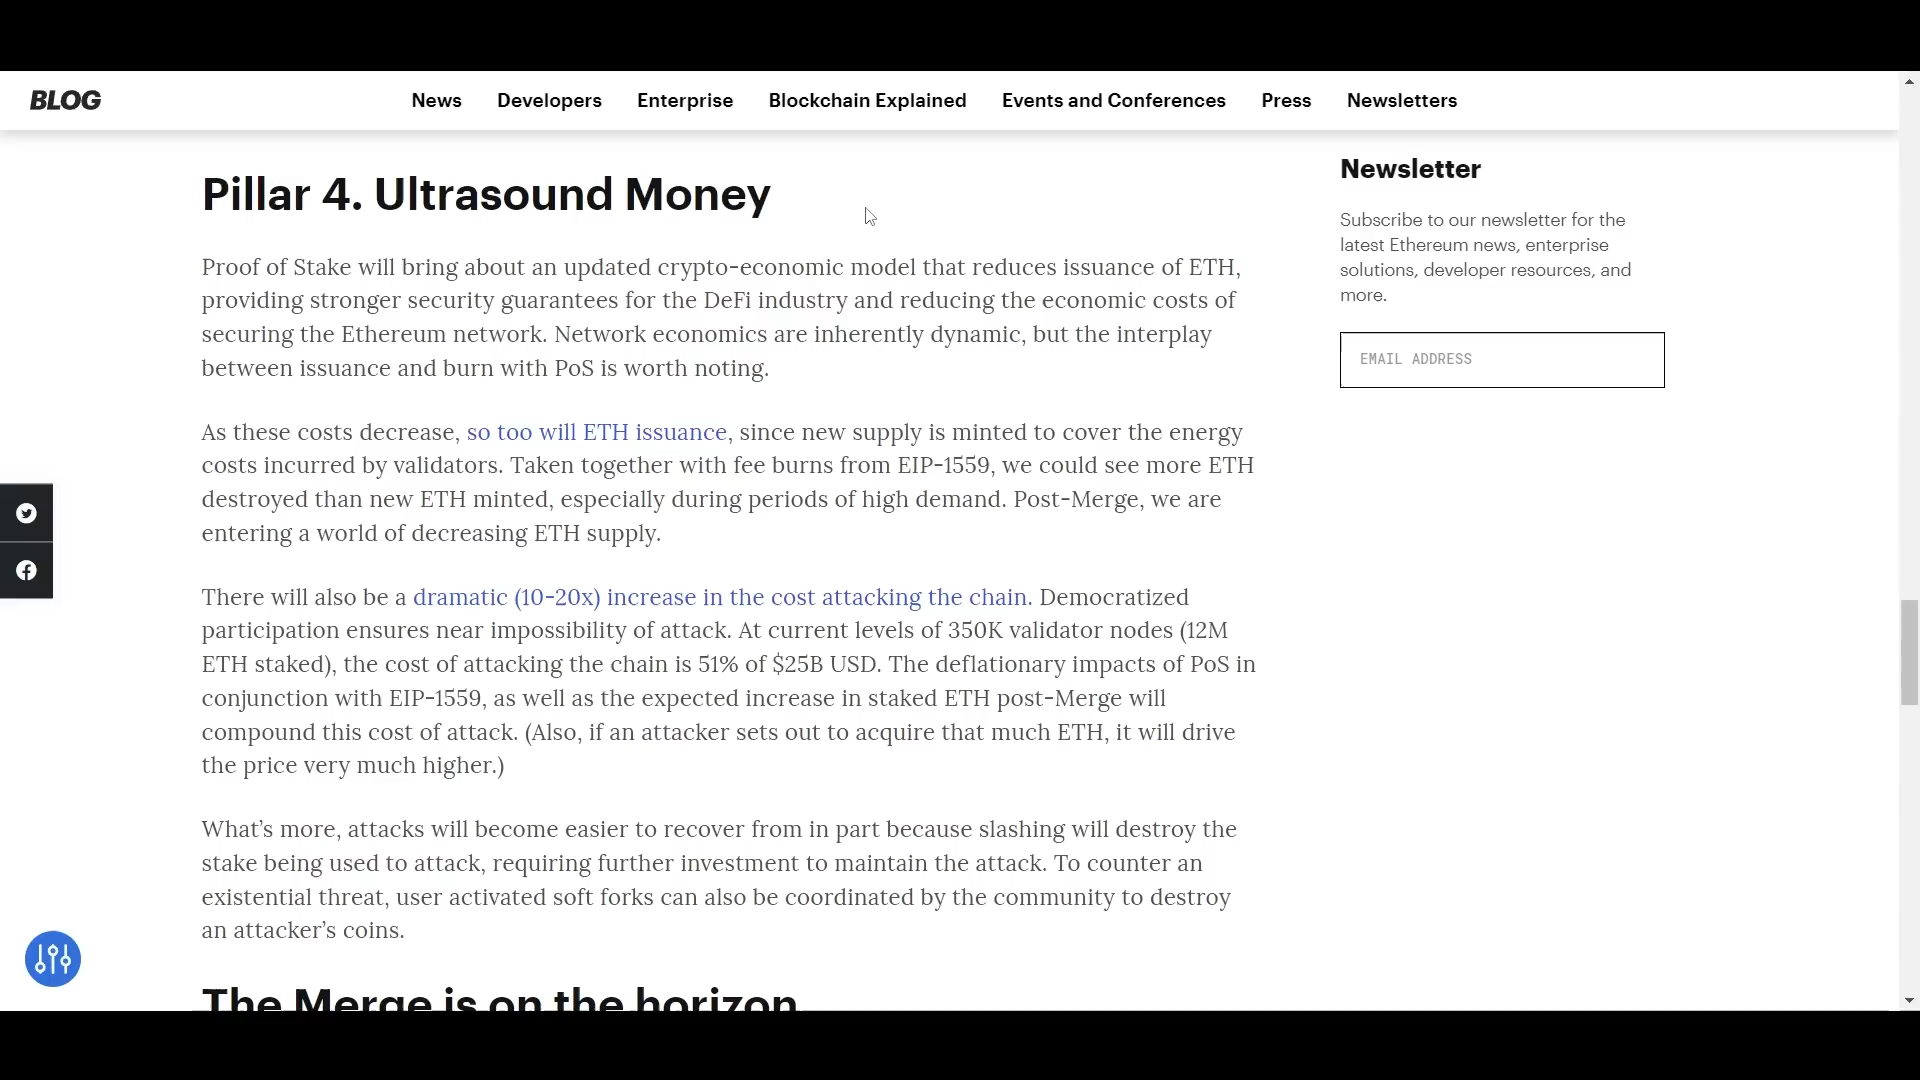 BLOG
News Developers Enterprise Blockchain Explained Events and Conferences Press Newsletters
Pillar 4. Ultrasound Money
Proof of Stake will bring about an updated crypto-economic model that reduces issuance of ETH,
providing stronger security guarantees for the DeFi industry and reducing the economic costs of
securing the Ethereum network. Network economics are inherently dynamic, but the interplay
between issuance and burn with PoS is worth noting.
As these costs decrease, so too will ETH issuance, since new supply is minted to cover the energy
costs incurred by validators. Taken together with fee burns from EIP-1559, we could see more ETH
destroyed than new ETH minted, especially during periods of high demand. Post-Merge, we are
entering a world of decreasing ETH supply.
There will also be a dramatic (10-20x) increase in the cost attacking the chain. Democratized
participation ensures near impossibility of attack. At current levels of 350K validator nodes (12M
ETH staked), the cost of attacking the chain is 51% of $25B USD. The deflationary impacts of PoS in
conjunction with EIP-1559, as well as the expected increase in staked ETH post-Merge will
compound this cost of attack. (Also, if an attacker sets out to acquire that much ETH, it will drive
the price very much higher.)
What’s more, attacks will become easier to recover from in part because slashing will destroy the
stake being used to attack, requiring further investment to maintain the attack. To counter an
existential threat, user activated soft forks can also be coordinated by the community to destroy
an attacker’s coins.
The Merge is on the horizon
Newsletter
Subscribe to our newsletter for the
latest Ethereum news, enterprise
solutions, developer resources, and
more.
EMAIL ADDRESS